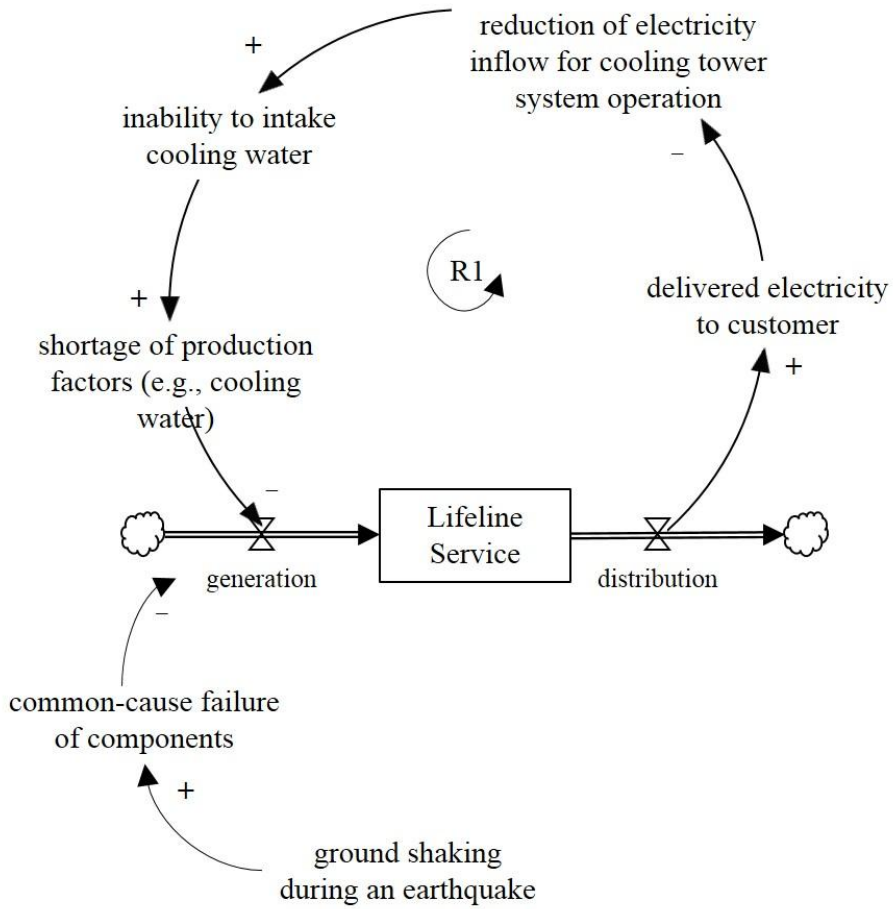 reduction of electricity
inflow for cooling tower
system operation
+
inability to intake
cooling water
–
R1
delivered electricity
to customer
+
shortage of production
factors (e.g., cooling
water)
+
–
Lifeline
Service
generation
distribution
–
common-cause failure
of components
+
ground shaking
during an earthquake